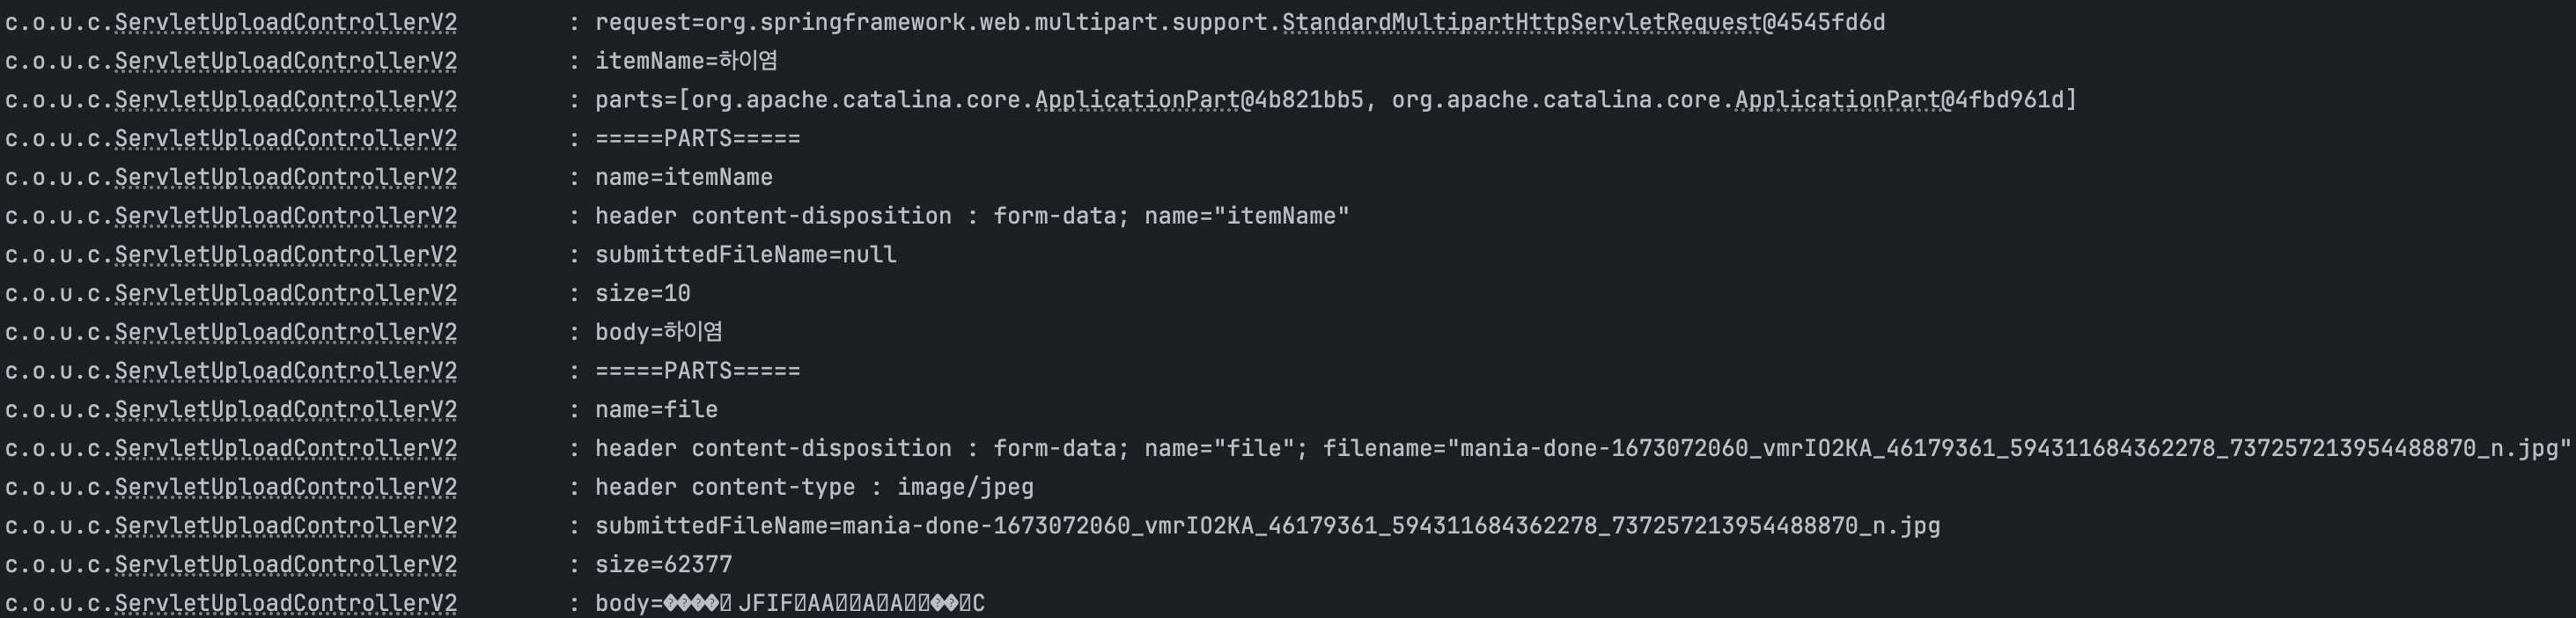 c.o.u.c.ServletUploadControllerV2 : request=org.springframework.web.multipart.support.StandardMultipartHttpServletRequest@4545fd6d
c.o.u.c.ServletUploadControllerV2 : itemName=하이염
c.o.u.c.ServletUploadControllerV2 : parts=[org.apache.catalina.core.ApplicationPart@4b821bb5, org.apache.catalina.core.ApplicationPart@4fbd961d]
c.o.u.c.ServletUploadControllerV2 : =====PARTS=====
c.o.u.c.ServletUploadControllerV2 : name=itemName
c.o.u.c.ServletUploadControllerV2 : header content-disposition : form-data; name="itemName"
c.o.u.c.ServletUploadControllerV2 : submittedFileName=null
c.o.u.c.ServletUploadControllerV2 : size=10
c.o.u.c.ServletUploadControllerV2 : body=하이염
c.o.u.c.ServletUploadControllerV2 : =====PARTS=====
c.o.u.c.ServletUploadControllerV2 : name=file
c.o.u.c.ServletUploadControllerV2 : header content-disposition : form-data; name="file"; filename="mania-done-1673072060_vmrIO2KA_46179361_594311684362278_737257213954488870_n.jpg"
c.o.u.c.ServletUploadControllerV2 : header content-type : image/jpeg
c.o.u.c.ServletUploadControllerV2 : submittedFileName=mania-done-1673072060_vmrIO2KA_46179361_594311684362278_737257213954488870_n.jpg
c.o.u.c.ServletUploadControllerV2 : size=62377
c.o.u.c.ServletUploadControllerV2 : body=����⍰ JFIF⍰AA⍰⍰A⍰A⍰⍰��⍰C